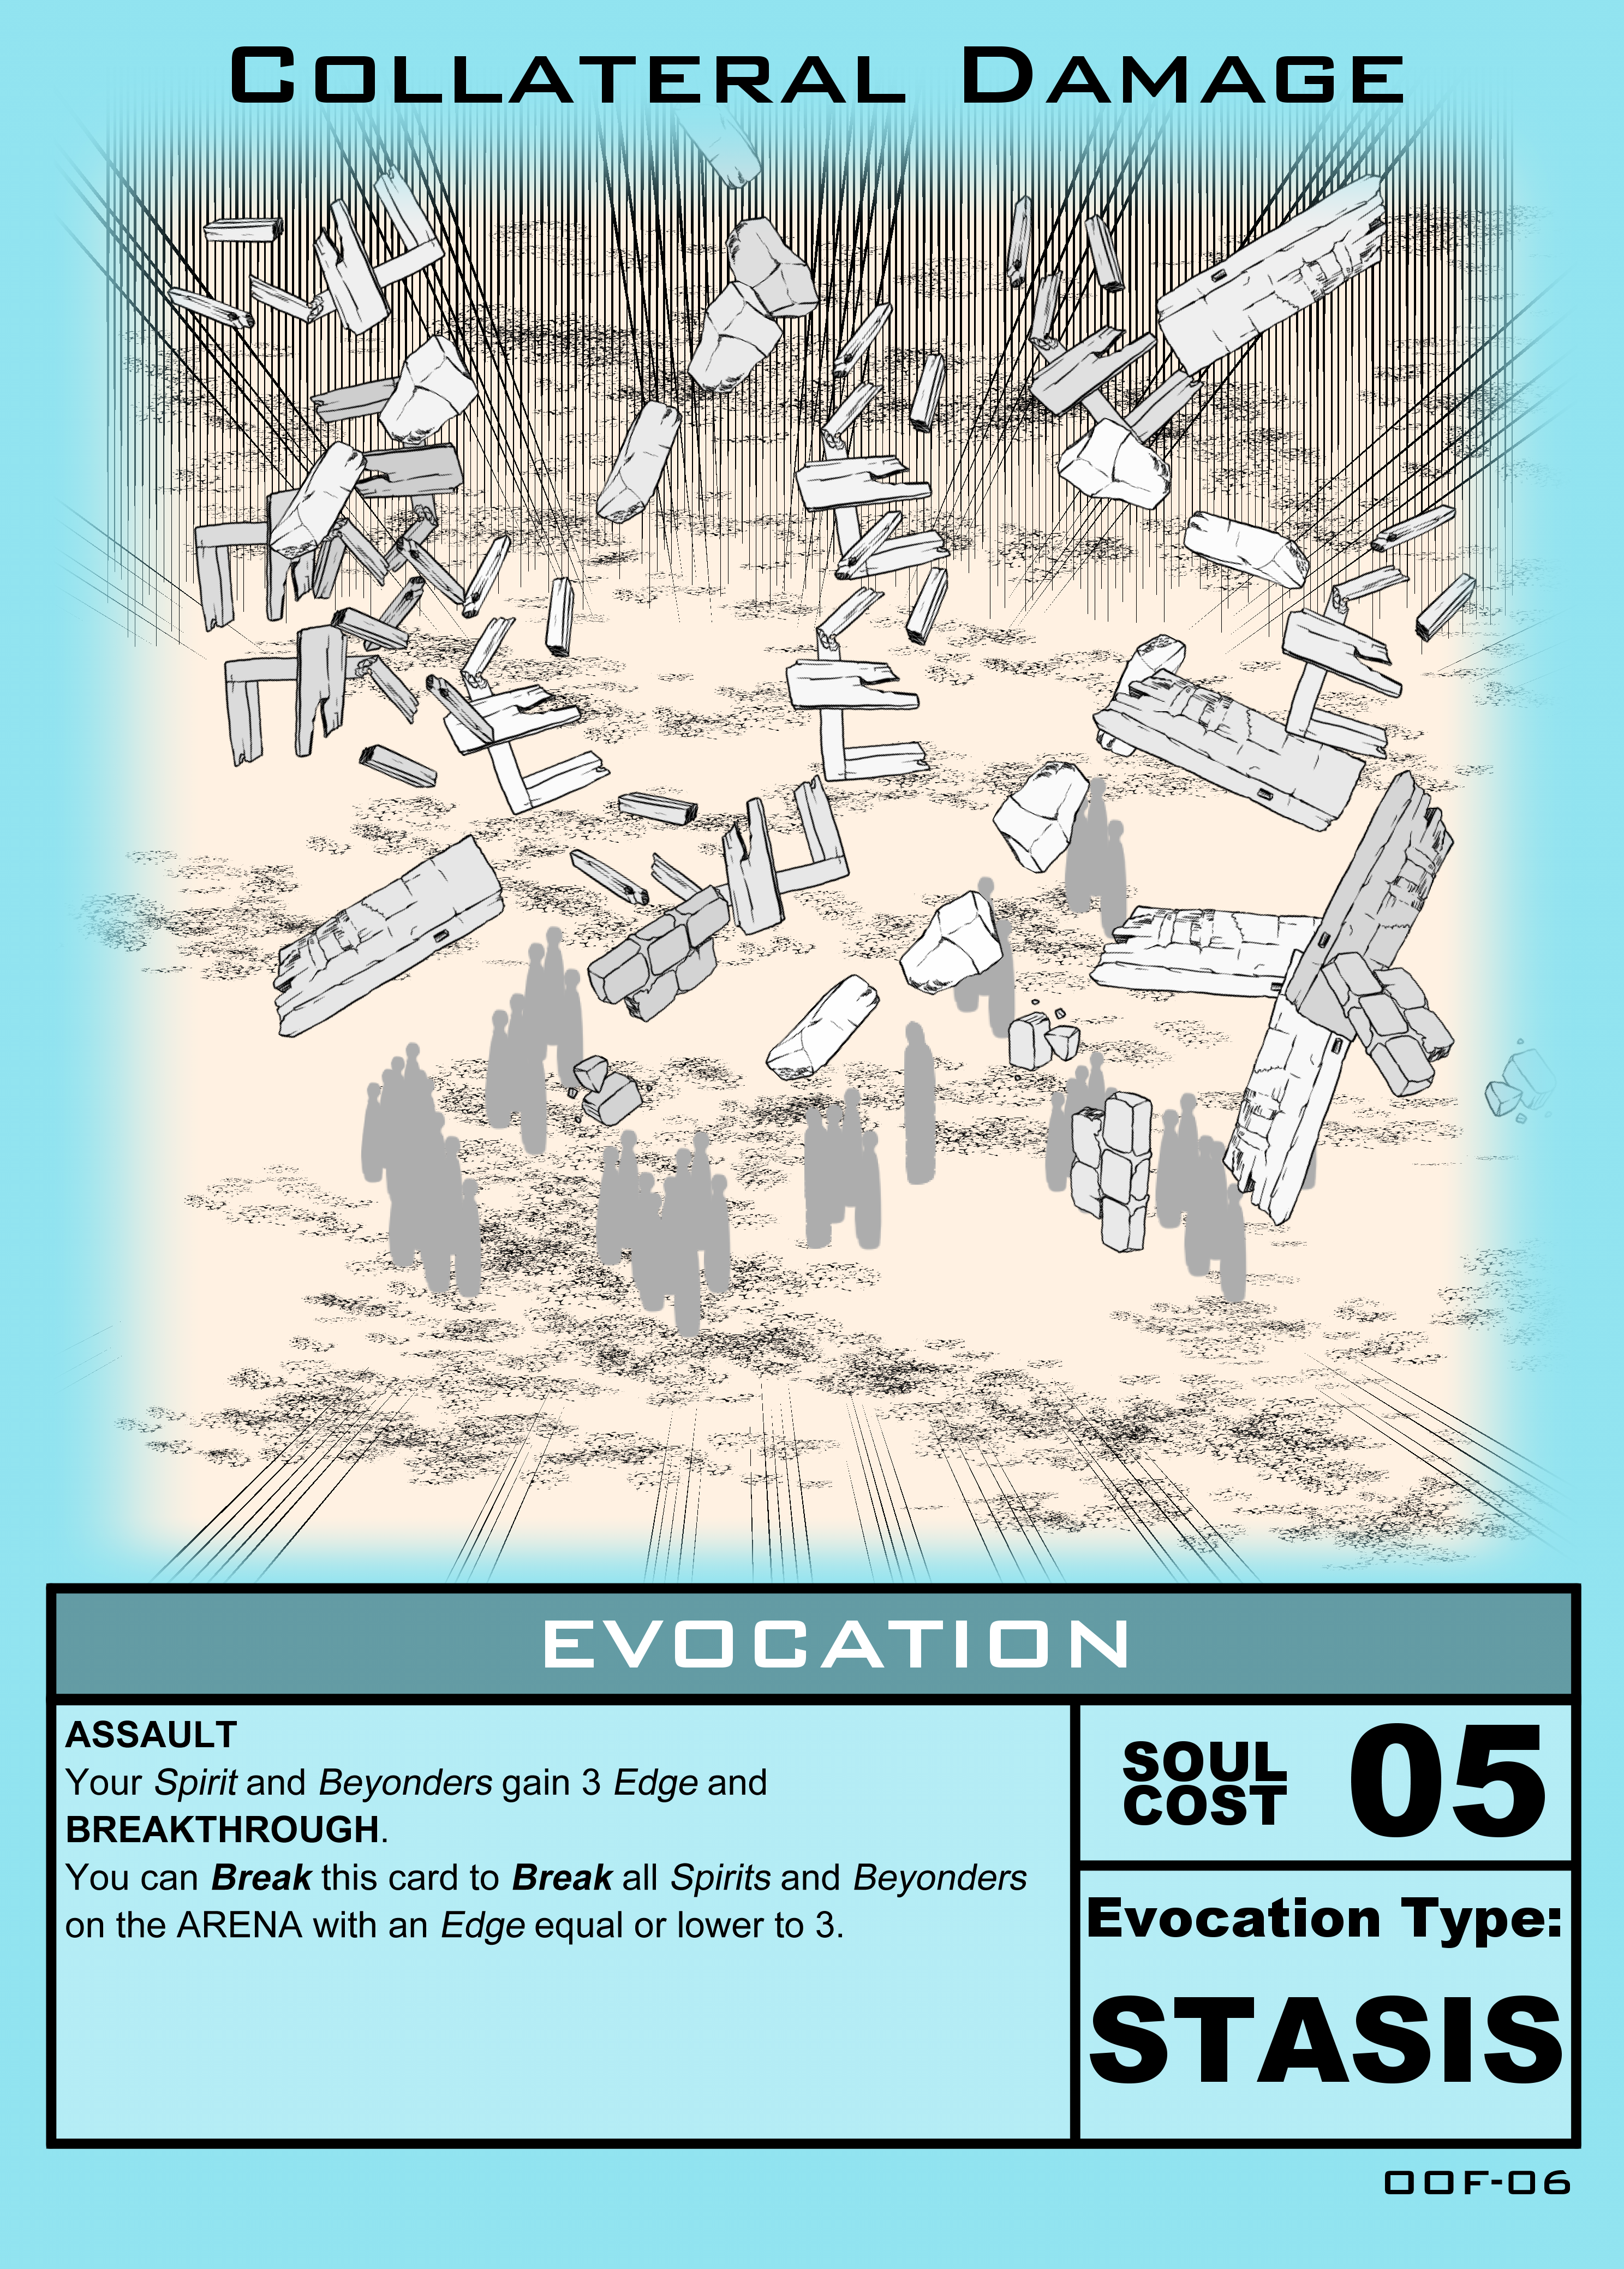 Collateral Damage
EVOCATION
ASSAULT
Your Spirit and Beyonders gain 3 Edge and
BREAKTHROUGH.
You can Break this card to Break all Spirits and Beyonders
on the ARENA with an Edge equal or lower to 3.
SOUL
COST
05
Evocation Type:
STASIS
OOF-06